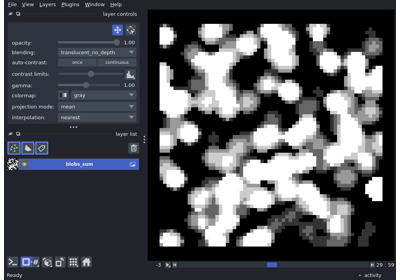 File View Layers Plugins Window Help
layer controls
opacity: 1.00
blending: translucent_no_depth
auto-contrast: once continuous
contrast limits:
gamma: 1.00
colormap: gray
projection mode: mean
interpolation: nearest
layer list
blobs_sum
-3 29 59
Ready activity